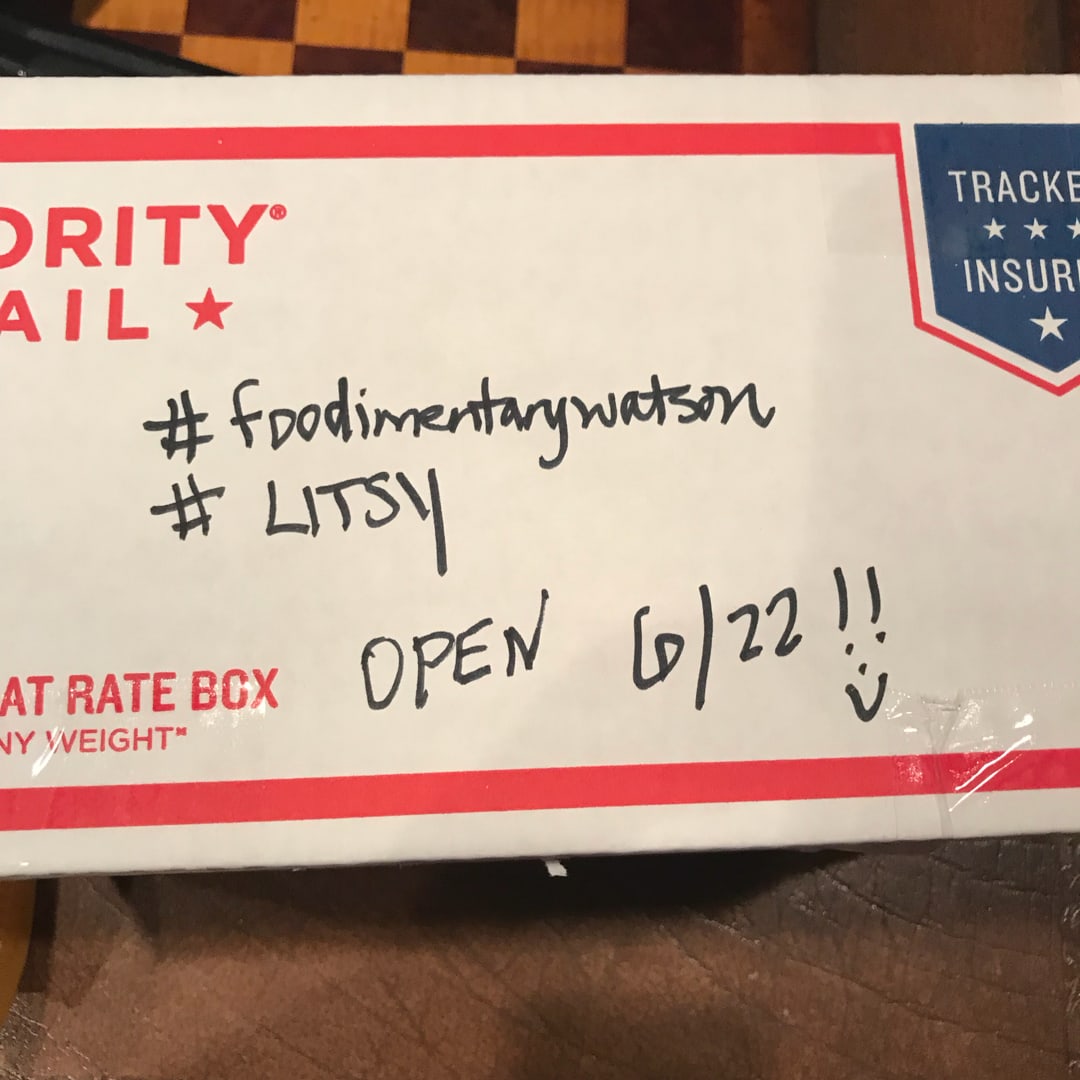 ORITY®
AIL ★
TRACKE
★ ★ ★
INSUR
★
# foodimentarywatson
# LITSY
OPEN 6/22!!
AT RATE BOX
NY WEIGHT™